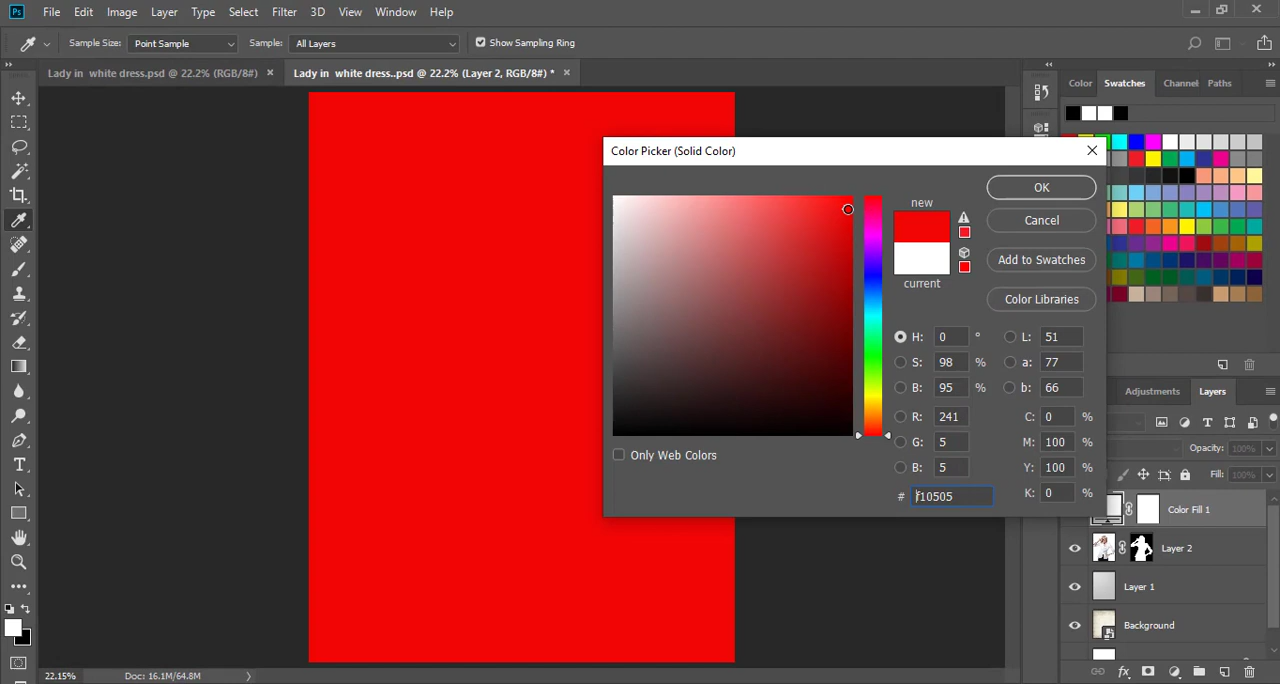 Ps File Edit Image Layer Type Select Filter 3D View Window Help
Sample Size: Point Sample Sample: All Layers Show Sampling Ring
Lady in white dress.psd @ 22.2% (RGB/8#) × Lady in white dress..psd @ 22.2% (Layer 2, RGB/8#) * ×
Color Swatches Channel Paths
Color Picker (Solid Color)
new
OK
Cancel
Add to Swatches
current
Color Libraries
H: 0 ° L: 51
S: 98 % a: 77
B: 95 % b: 66
R: 241 C: 0 %
G: 5 M: 100 %
B: 5 Y: 100 %
# f10505 K: 0 %
Only Web Colors
Adjustments Layers
Opacity: 100%
Fill: 100%
Color Fill 1
Layer 2
Layer 1
Background
22.15% Doc: 16.1M/64.8M